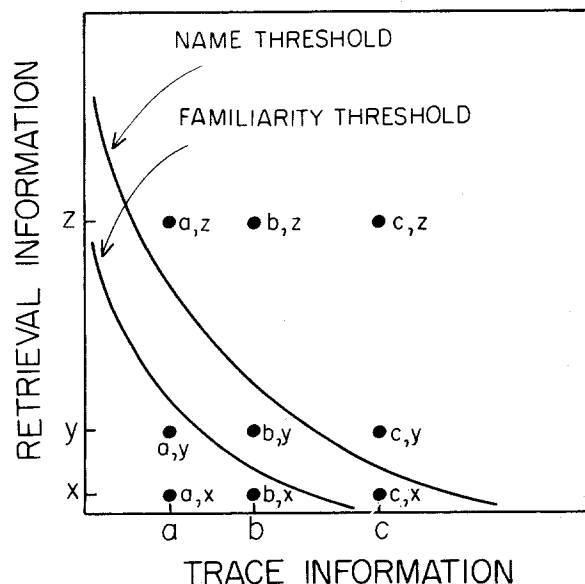 NAME THRESHOLD
FAMILIARITY THRESHOLD
RETRIEVAL INFORMATION
z
a,z
b,z
c,z
y
a,y
b,y
c,y
x
a,x
b,x
c,x
a
b
c
TRACE INFORMATION